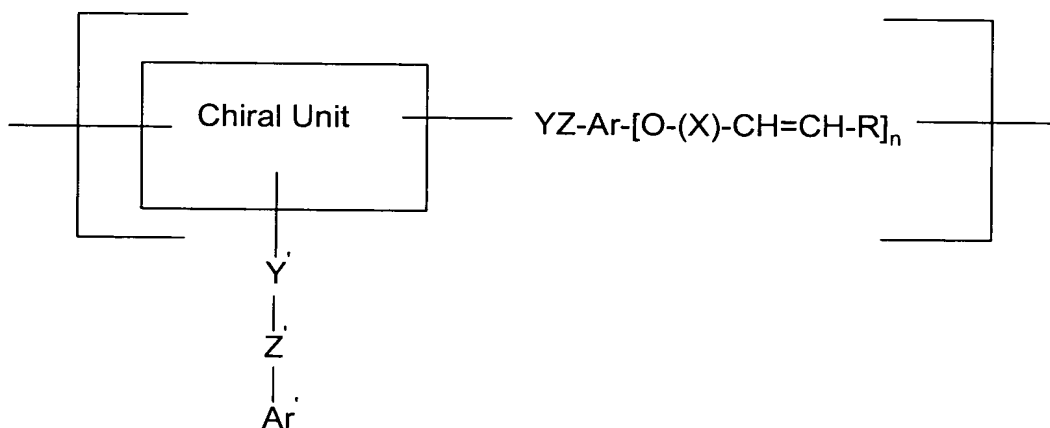 Chiral Unit
YZ-Ar-[O-(X)-CH=CH-R]n
Y'
Z'
Ar'